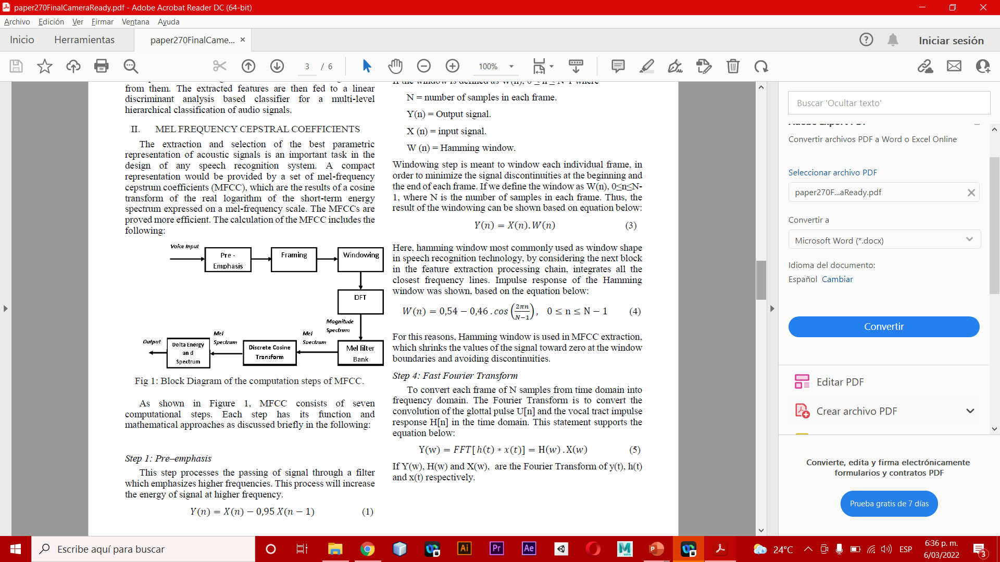 paper270FinalCameraReady.pdf - Adobe Acrobat Reader DC (64-bit)
Archivo Edición Ver Firmar Ventana Ayuda
Inicio Herramientas paper270FinalCame... × Iniciar sesión
3 / 6 100%
from them. The extracted features are then fed to a linear
discriminant analysis based classifier for a multi-level
hierarchical classification of audio signals.
II. MEL FREQUENCY CEPSTRAL COEFFICIENTS
The extraction and selection of the best parametric
representation of acoustic signals is an important task in the
design of any speech recognition system. A compact
representation would be provided by a set of mel-frequency
cepstrum coefficients (MFCC), which are the results of a cosine
transform of the real logarithm of the short-term energy
spectrum expressed on a mel-frequency scale. The MFCCs are
proved more efficient. The calculation of the MFCC includes the
following:
Voice Input
Pre -
Emphasis
Framing
Windowing
DFT
Magnitude
Spectrum
Mel filter
Bank
Mel
Spectrum
Discrete Cosine
Transform
Mel
Spectrum
Delta Energy
and
Spectrum
Output
Fig 1: Block Diagram of the computation steps of MFCC.
As shown in Figure 1, MFCC consists of seven
computational steps. Each step has its function and
mathematical approaches as discussed briefly in the following:
Step 1: Pre–emphasis
This step processes the passing of signal through a filter
which emphasizes higher frequencies. This process will increase
the energy of signal at higher frequency.
Y(n) = X(n) − 0,95 X(n − 1) (1)
If the window is defined as W(n), 0 ≤ n ≤ N-1 where
N = number of samples in each frame.
Y(n) = Output signal.
X (n) = input signal.
W (n) = Hamming window.
Windowing step is meant to window each individual frame, in
order to minimize the signal discontinuities at the beginning and
the end of each frame. If we define the window as W(n), 0≤n≤N-
1, where N is the number of samples in each frame. Thus, the
result of the windowing can be shown based on equation below:
Y(n) = X(n). W(n) (3)
Here, hamming window most commonly used as window shape
in speech recognition technology, by considering the next block
in the feature extraction processing chain, integrates all the
closest frequency lines. Impulse response of the Hamming
window was shown, based on the equation below:
W(n) = 0,54 − 0,46 . cos (2πn/N−1), 0 ≤ n ≤ N − 1 (4)
For this reasons, Hamming window is used in MFCC extraction,
which shrinks the values of the signal toward zero at the window
boundaries and avoiding discontinuities.
Step 4: Fast Fourier Transform
To convert each frame of N samples from time domain into
frequency domain. The Fourier Transform is to convert the
convolution of the glottal pulse U[n] and the vocal tract impulse
response H[n] in the time domain. This statement supports the
equation below:
Y(w) = FFT[h(t) ∗ x(t)] = H(w) . X(w) (5)
If Y(w), H(w) and X(w), are the Fourier Transform of y(t), h(t)
and x(t) respectively.
Buscar 'Ocultar texto'
Adobe Export PDF
Convertir archivos PDF a Word o Excel Online
Seleccionar archivo PDF
paper270F...aReady.pdf
Convertir a
Microsoft Word (*.docx)
Idioma del documento:
Español Cambiar
Convertir
Editar PDF
Crear archivo PDF
Convierte, edita y firma electrónicamente
formularios y contratos PDF
Prueba gratis de 7 días
Escribe aquí para buscar
Ai Pr Ae
24°C
ESP
6:36 p. m.
6/03/2022
3